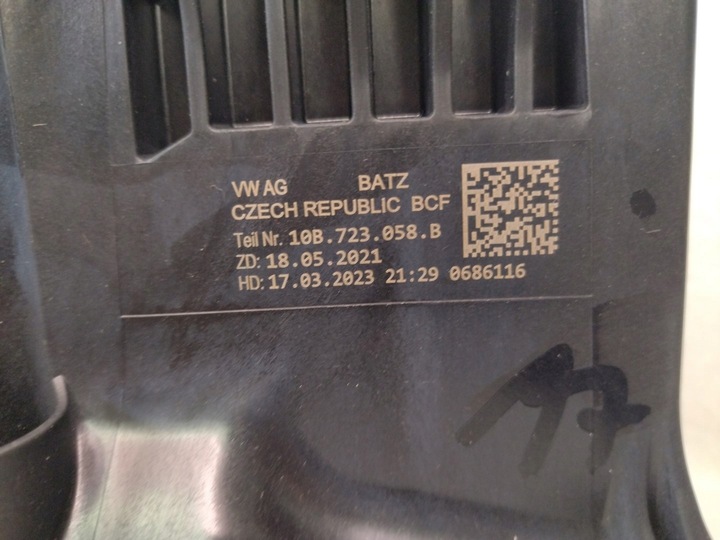 VW AG BATZ
CZECH REPUBLIC BCF
Teil Nr. 10B.723.058.B
ZD: 18.05.2021
HD: 17.03.2023 21:29 0686116
17